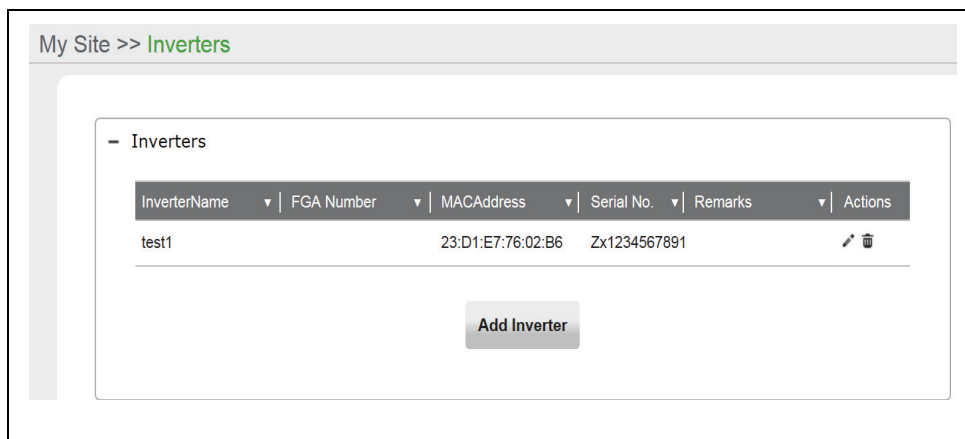 My Site >> Inverters
− Inverters
InverterName ▼ FGA Number ▼ MACAddress ▼ Serial No. ▼ Remarks ▼ Actions
test1 23:D1:E7:76:02:B6 Zx1234567891
Add Inverter